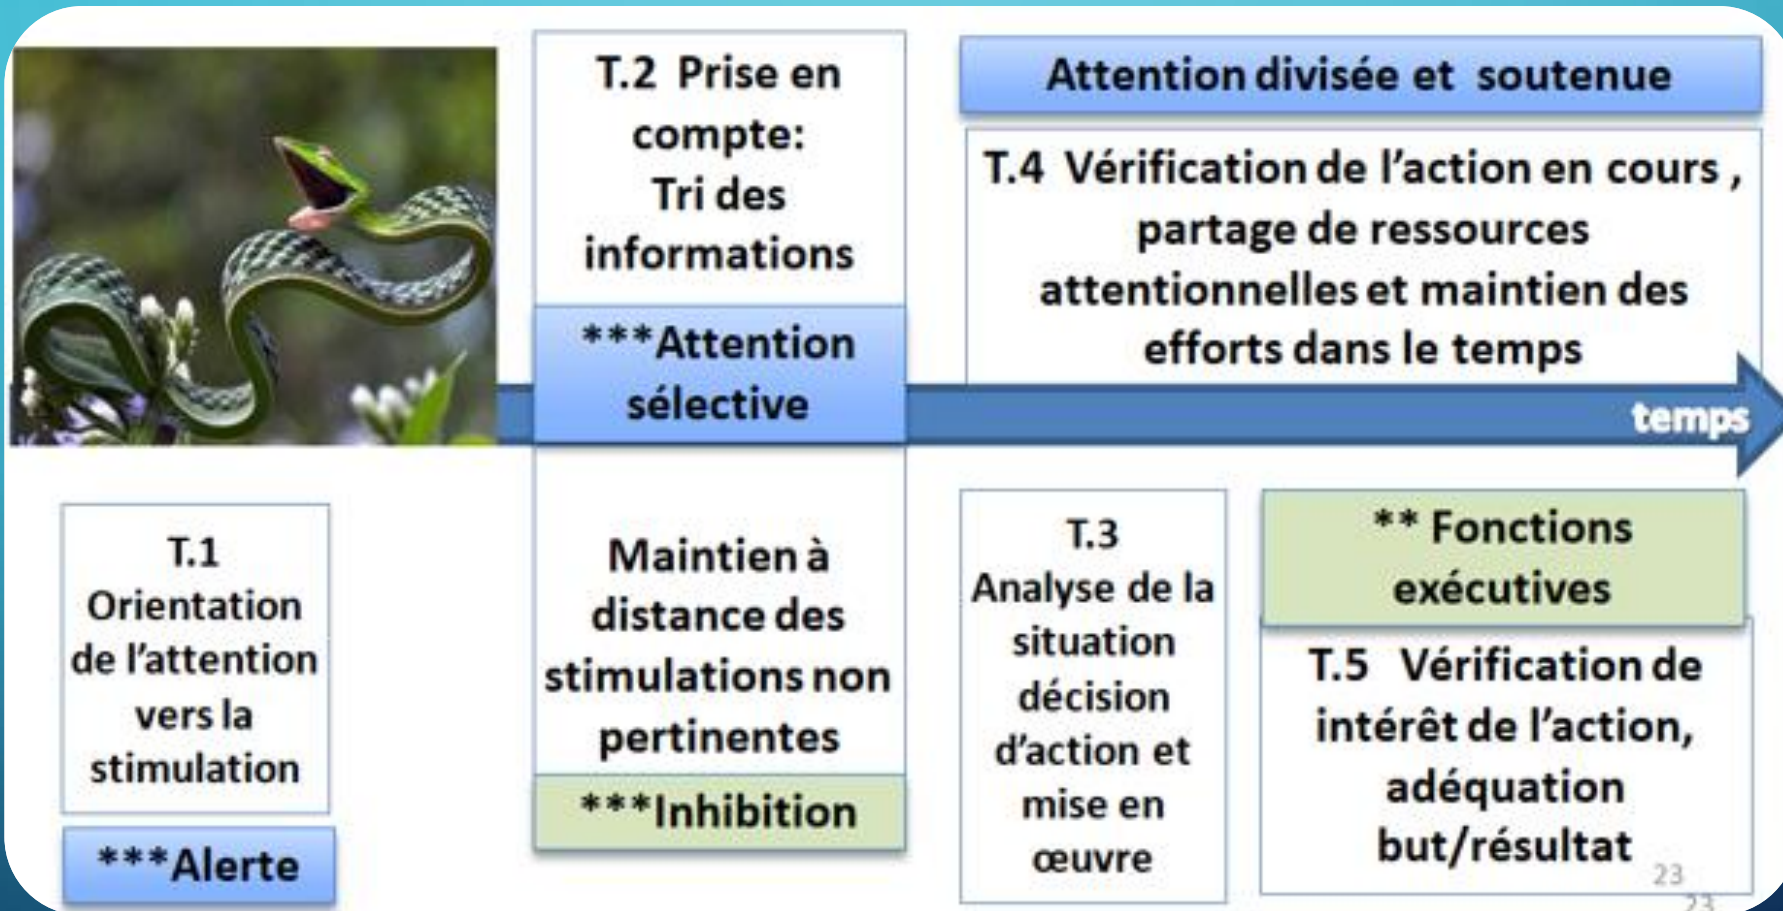 T.2 Prise en
compte:
Tri des
informations
***Attention
sélective
Maintien à
distance des
stimulations non
pertinentes
***Inhibition
Attention divisée et soutenue
T.4 Vérification de l'action en cours ,
partage de ressources
attentionnelles et maintien des
efforts dans le temps
temps
T.1
Orientation
de l'attention
vers la
stimulation
***Alerte
T.3
Analyse de la
situation
décision
d'action et
mise en
œuvre
** Fonctions
exécutives
T.5 Vérification de
intérêt de l'action,
adéquation
but/résultat
23
23